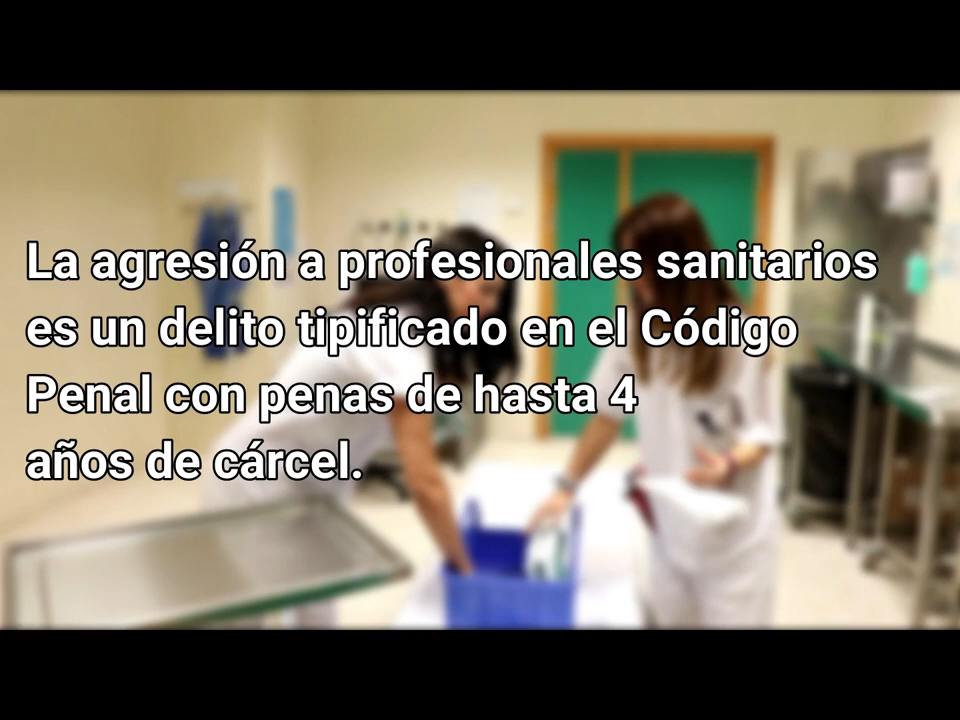 La agresión a profesionales sanitarios
es un delito tipificado en el Código
Penal con penas de hasta 4
años de cárcel.